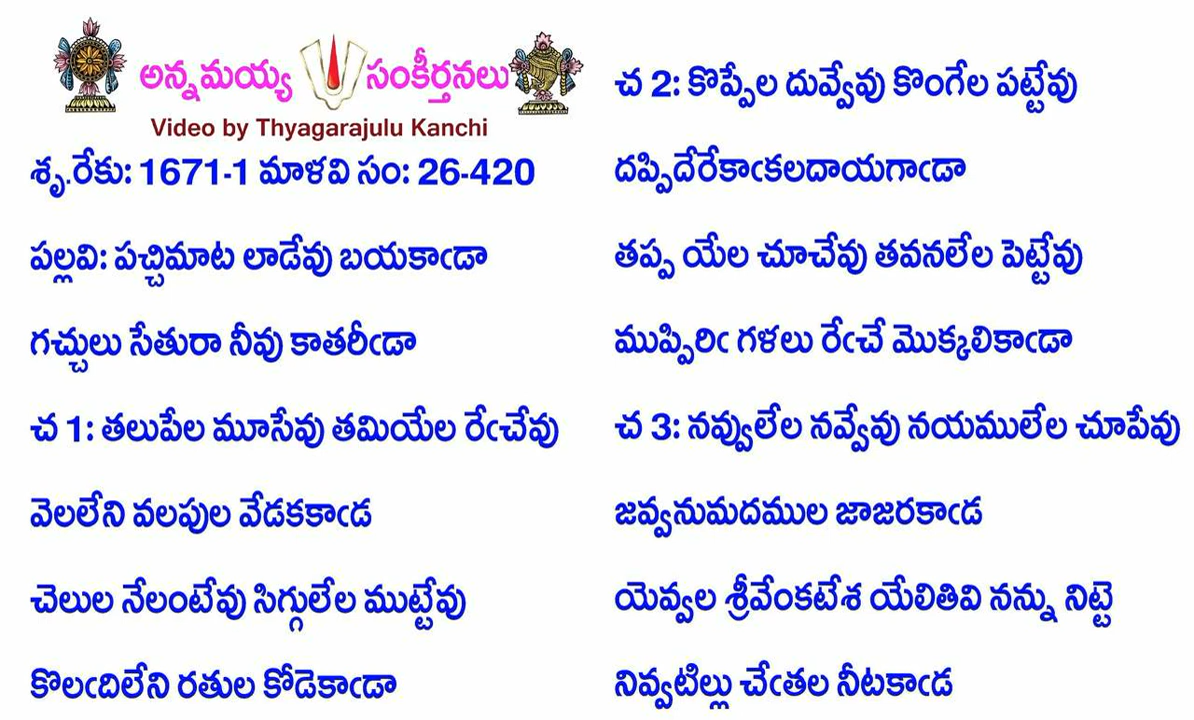 అన్నమయ్య సంకీర్తనలు
Video by Thyagarajulu Kanchi
శృ.రేకు: 1671-1 మాళవి సం: 26-420
పల్లవి: పచ్చిమాట లాడేవు బయకాఁడా
గచ్చులు సేతురా నీవు కాతరీఁడా
చ 1: తలుపేల మూసేవు తమియేల రేఁచేవు
వెలలేని వలపుల వేడకకాఁడ
చెలుల నేలంటేవు సిగ్గులేల ముట్టేవు
కొలఁదిలేని రతుల కోడెకాఁడా
చ 2: కొప్పేల దువ్వేవు కొంగేల పట్టేవు
దప్పిదేరేకాఁకలదాయగాఁడా
తప్ప యేల చూచేవు తవనలేల పెట్టేవు
ముప్పిరిఁ గళలు రేఁచే మొక్కలికాఁడా
చ 3: నవ్వులేల నవ్వేవు నయములేల చూపేవు
జవ్వనుమదముల జాజరకాఁడ
యెవ్వల శ్రీవేంకటేశ యేలితివి నన్ను నిట్టె
నివ్వటిల్లు చేఁతల నీటకాఁడ